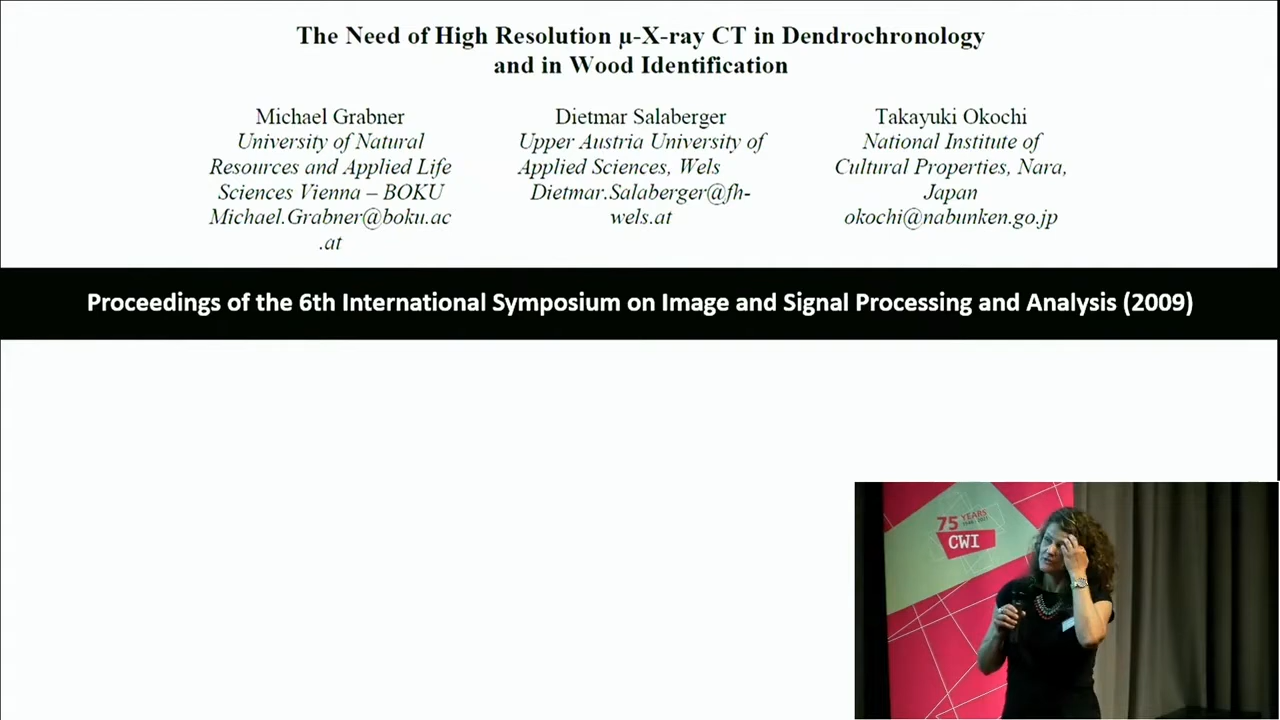 The Need of High Resolution μ-X-ray CT in Dendrochronology
and in Wood Identification
Michael Grabner
University of Natural
Resources and Applied Life
Sciences Vienna – BOKU
Michael.Grabner@boku.ac
.at
Dietmar Salaberger
Upper Austria University of
Applied Sciences, Wels
Dietmar.Salaberger@fh-
wels.at
Takayuki Okochi
National Institute of
Cultural Properties, Nara,
Japan
okochi@nabunken.go.jp
Proceedings of the 6th International Symposium on Image and Signal Processing and Analysis (2009)
75 YEARS
CWI